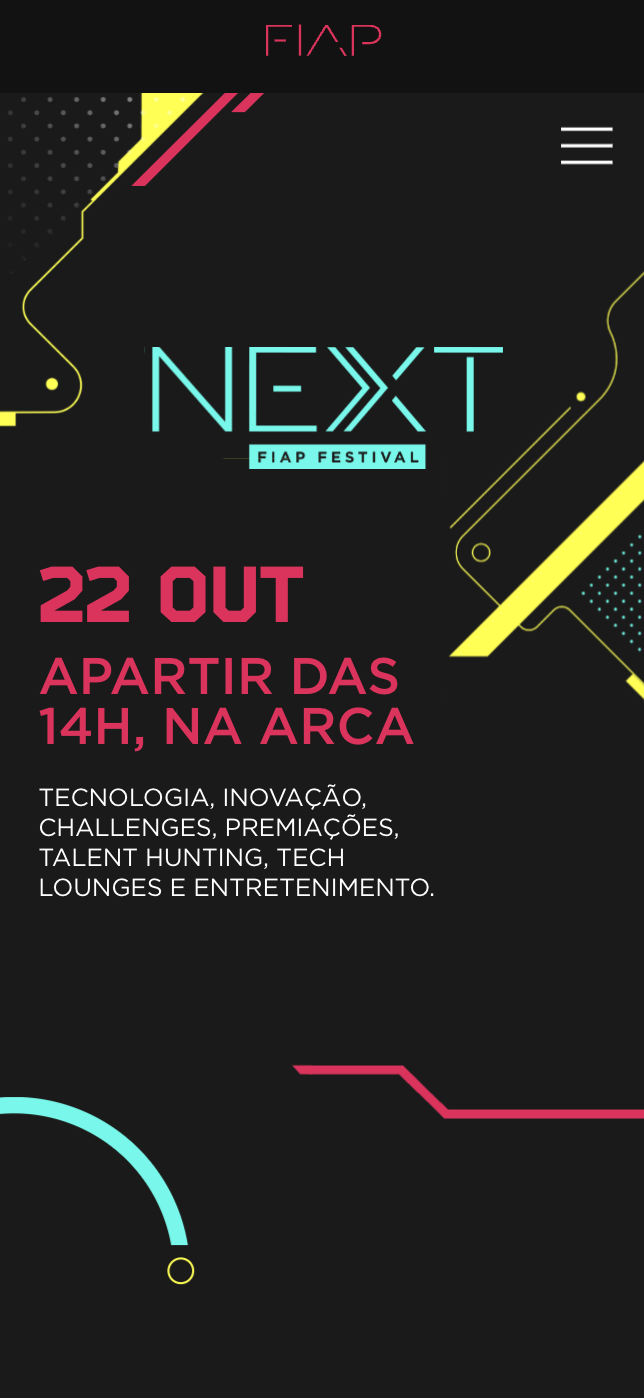 FIAP
NEXT
FIAP FESTIVAL
22 OUT
APARTIR DAS
14H, NA ARCA
TECNOLOGIA, INOVAÇÃO,
CHALLENGES, PREMIAÇÕES,
TALENT HUNTING, TECH
LOUNGES E ENTRETENIMENTO.